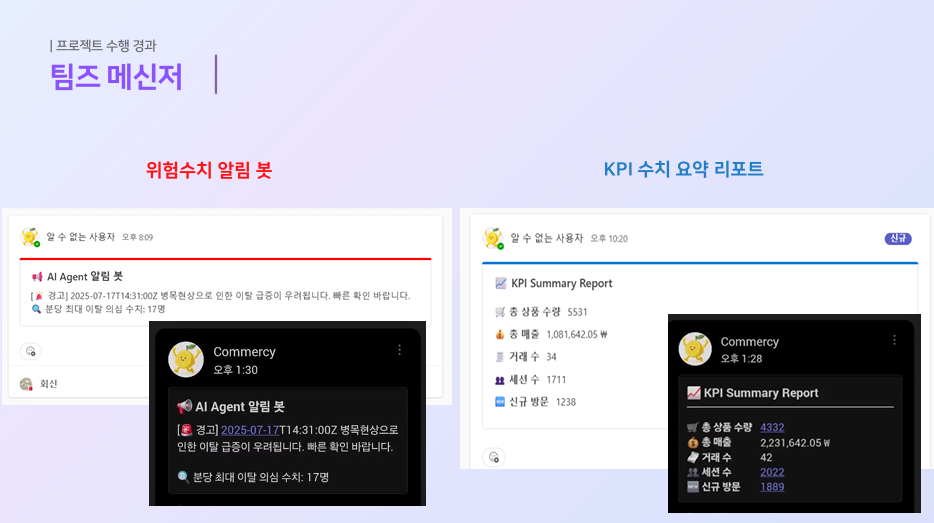 | 프로젝트 수행 경과
팀즈 메신저
위험수치 알림 봇
알 수 없는 사용자 오후 8:09
AI Agent 알림 봇
[🚨 경고] 2025-07-17T14:31:00Z 병목현상으로 인한 이탈 급증이 우려됩니다. 빠른 확인 바랍니다.
🔍 분당 최대 이탈 의심 수치: 17명
회신
Commercy
오후 1:30
AI Agent 알림 봇
[🚨 경고] 2025-07-17T14:31:00Z 병목현상으로
인한 이탈 급증이 우려됩니다. 빠른 확인 바랍니다.
🔍 분당 최대 이탈 의심 수치: 17명
KPI 수치 요약 리포트
알 수 없는 사용자 오후 10:20 신규
KPI Summary Report
총 상품 수량 5531
총 매출 1,081,642.05 ₩
거래 수 34
세션 수 1711
신규 방문 1238
Commercy
오후 1:28
KPI Summary Report
총 상품 수량 4332
총 매출 2,231,642.05 ₩
거래 수 42
세션 수 2022
신규 방문 1889